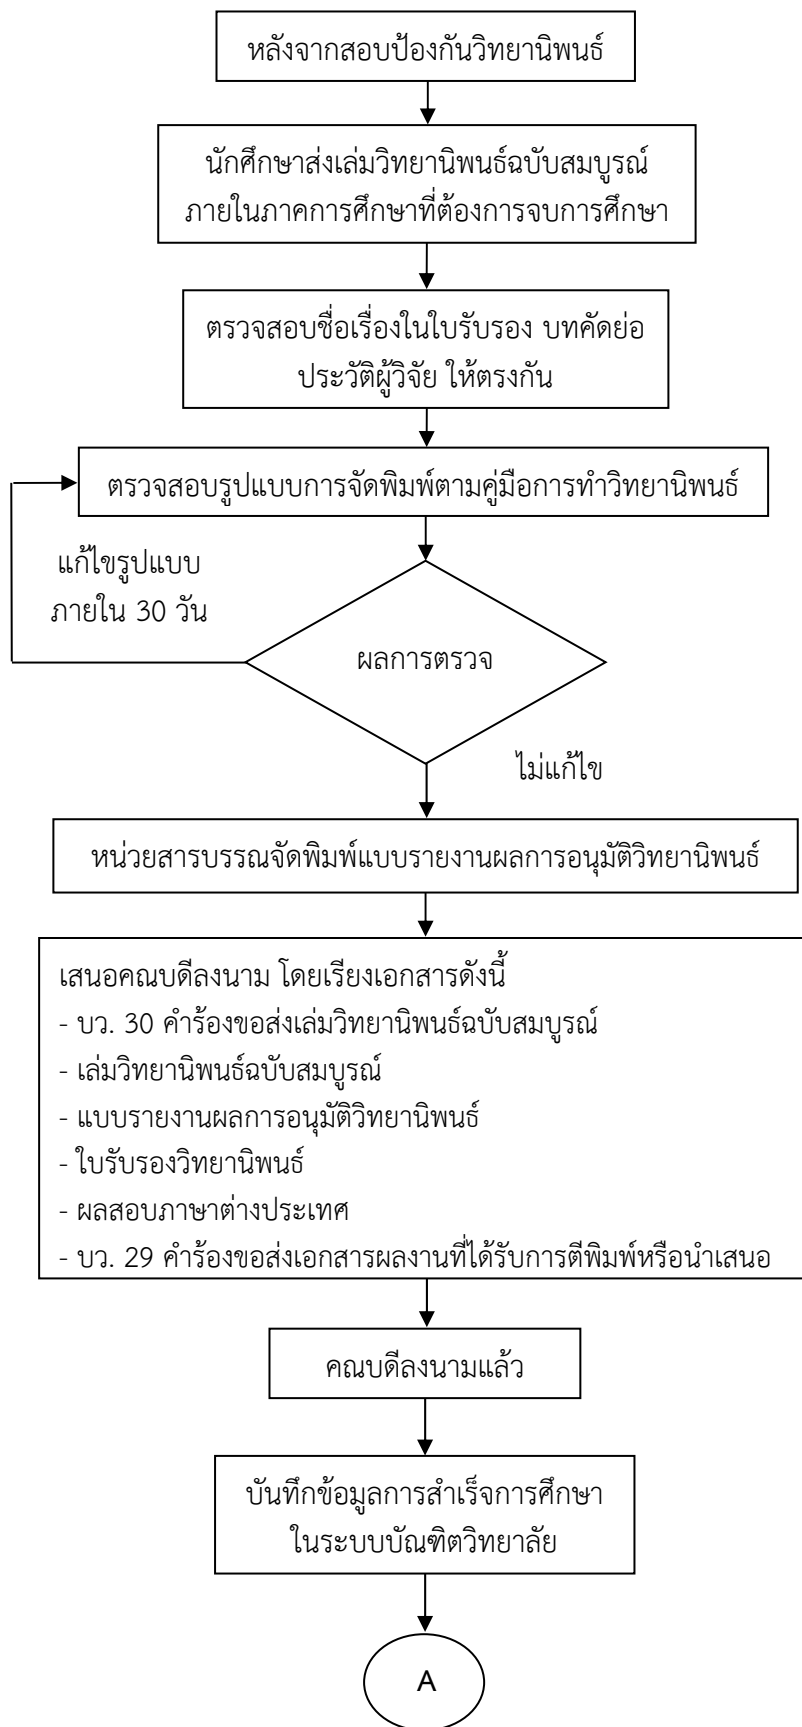 หลังจากสอบป้องกันวิทยานิพนธ์
นักศึกษาส่งเล่มวิทยานิพนธ์ฉบับสมบูรณ์
ภายในภาคการศึกษาที่ต้องการจบการศึกษา
ตรวจสอบชื่อเรื่องในใบรับรอง บทคัดย่อ
ประวัติผู้วิจัย ให้ตรงกัน
ตรวจสอบรูปแบบการจัดพิมพ์ตามคู่มือการทำวิทยานิพนธ์
แก้ไขรูปแบบ
ภายใน 30 วัน
ผลการตรวจ
ไม่แก้ไข
หน่วยสารบรรณจัดพิมพ์แบบรายงานผลการอนุมัติวิทยานิพนธ์
เสนอคณบดีลงนาม โดยเรียงเอกสารดังนี้
- บว. 30 คำร้องขอส่งเล่มวิทยานิพนธ์ฉบับสมบูรณ์
- เล่มวิทยานิพนธ์ฉบับสมบูรณ์
- แบบรายงานผลการอนุมัติวิทยานิพนธ์
- ใบรับรองวิทยานิพนธ์
- ผลสอบภาษาต่างประเทศ
- บว. 29 คำร้องขอส่งเอกสารผลงานที่ได้รับการตีพิมพ์หรือนำเสนอ
คณบดีลงนามแล้ว
บันทึกข้อมูลการสำเร็จการศึกษา
ในระบบบัณฑิตวิทยาลัย
A